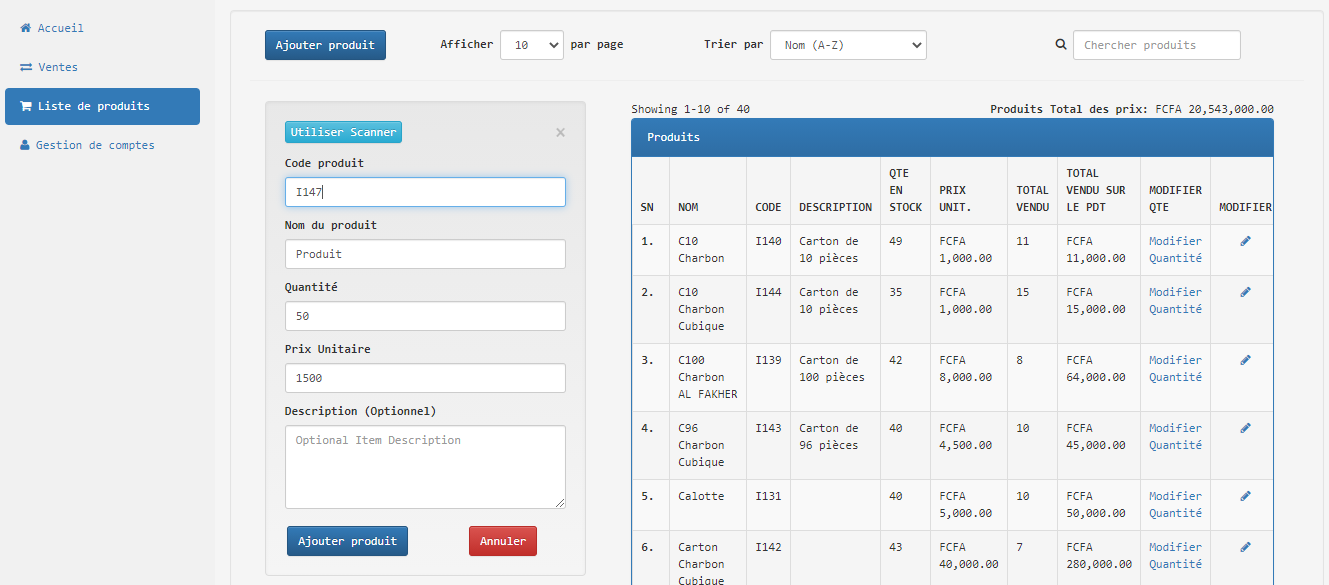 Accueil
Ventes
Liste de produits
Gestion de comptes
Ajouter produit
Afficher 10 par page
Trier par Nom (A-Z)
Chercher produits
Utiliser Scanner ×
Code produit
I147
Nom du produit
Produit
Quantité
50
Prix Unitaire
1500
Description (Optionnel)
Optional Item Description
Ajouter produit Annuler
Showing 1-10 of 40 Produits Total des prix: FCFA 20,543,000.00
Produits
SN NOM CODE DESCRIPTION QTE EN STOCK PRIX UNIT. TOTAL VENDU TOTAL VENDU SUR LE PDT MODIFIER QTE MODIFIER
1. C10 Charbon I140 Carton de 10 pièces 49 FCFA 1,000.00 11 FCFA 11,000.00 Modifier Quantité
2. C10 Charbon Cubique I144 Carton de 10 pièces 35 FCFA 1,000.00 15 FCFA 15,000.00 Modifier Quantité
3. C100 Charbon AL FAKHER I139 Carton de 100 pièces 42 FCFA 8,000.00 8 FCFA 64,000.00 Modifier Quantité
4. C96 Charbon Cubique I143 Carton de 96 pièces 40 FCFA 4,500.00 10 FCFA 45,000.00 Modifier Quantité
5. Calotte I131 40 FCFA 5,000.00 10 FCFA 50,000.00 Modifier Quantité
6. Carton Charbon Cubique I142 43 FCFA 40,000.00 7 FCFA 280,000.00 Modifier Quantité